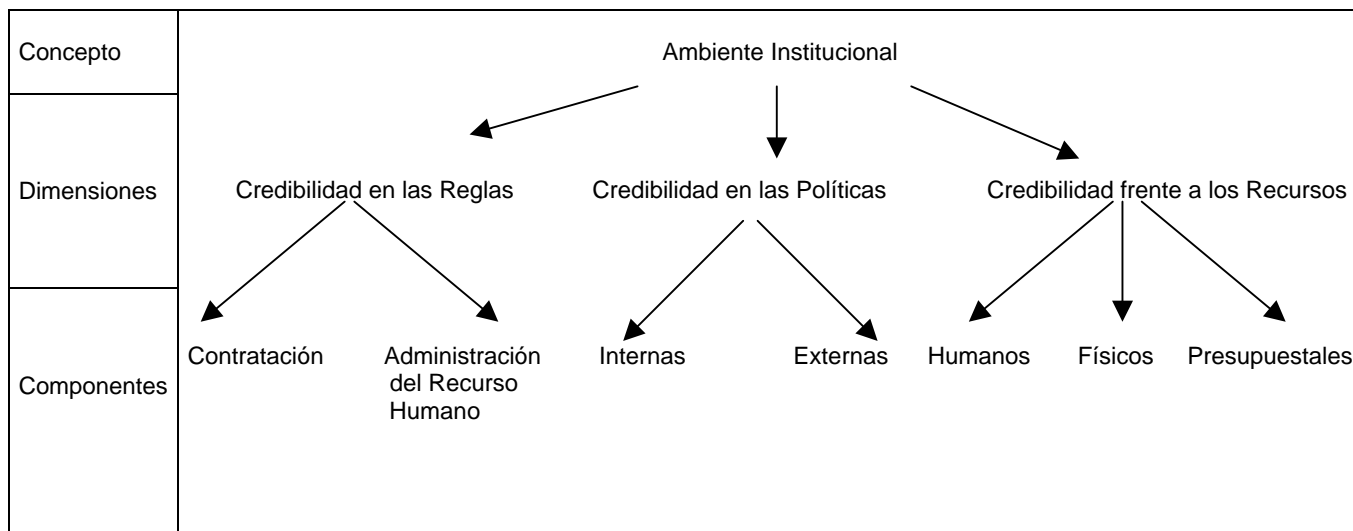 Concepto
Ambiente Institucional
Dimensiones
Credibilidad en las Reglas
Credibilidad en las Políticas
Credibilidad frente a los Recursos
Componentes
Contratación
Administración
del Recurso
Humano
Internas
Externas
Humanos
Físicos
Presupuestales